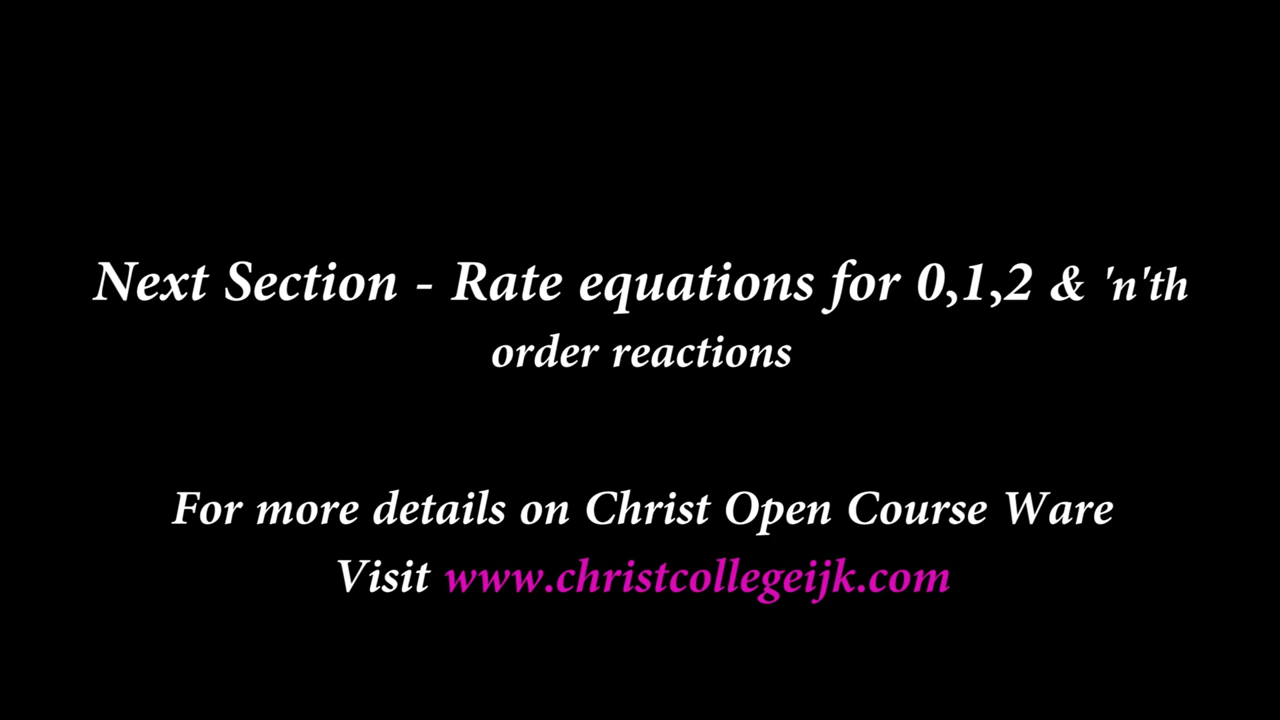 Next Section - Rate equations for 0,1,2 & 'n'th
order reactions
For more details on Christ Open Course Ware
Visit www.christcollegeijk.com